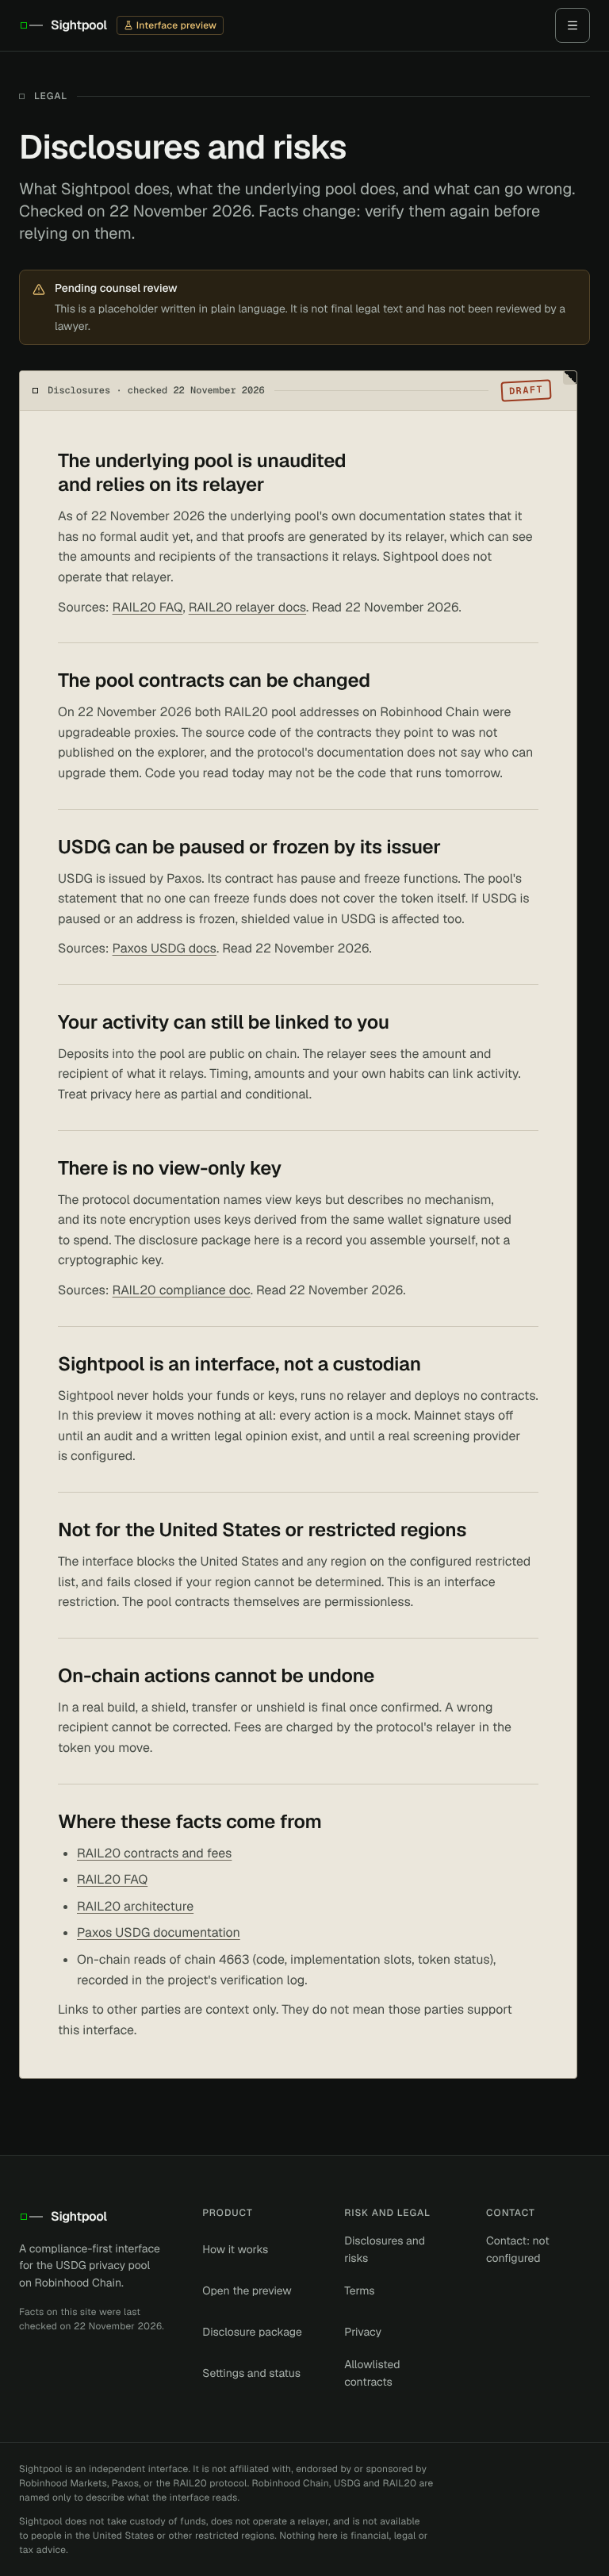 Sightpool
Interface preview
LEGAL
Disclosures and risks
What Sightpool does, what the underlying pool does, and what can go wrong.
Checked on 22 November 2026. Facts change: verify them again before
relying on them.
Pending counsel review
This is a placeholder written in plain language. It is not final legal text and has not been reviewed by a
lawyer.
Disclosures · checked 22 November 2026
DRAFT
The underlying pool is unaudited
and relies on its relayer
As of 22 November 2026 the underlying pool's own documentation states that it
has no formal audit yet, and that proofs are generated by its relayer, which can see
the amounts and recipients of the transactions it relays. Sightpool does not
operate that relayer.
Sources: RAIL20 FAQ, RAIL20 relayer docs. Read 22 November 2026.
The pool contracts can be changed
On 22 November 2026 both RAIL20 pool addresses on Robinhood Chain were
upgradeable proxies. The source code of the contracts they point to was not
published on the explorer, and the protocol's documentation does not say who can
upgrade them. Code you read today may not be the code that runs tomorrow.
USDG can be paused or frozen by its issuer
USDG is issued by Paxos. Its contract has pause and freeze functions. The pool's
statement that no one can freeze funds does not cover the token itself. If USDG is
paused or an address is frozen, shielded value in USDG is affected too.
Sources: Paxos USDG docs. Read 22 November 2026.
Your activity can still be linked to you
Deposits into the pool are public on chain. The relayer sees the amount and
recipient of what it relays. Timing, amounts and your own habits can link activity.
Treat privacy here as partial and conditional.
There is no view-only key
The protocol documentation names view keys but describes no mechanism,
and its note encryption uses keys derived from the same wallet signature used
to spend. The disclosure package here is a record you assemble yourself, not a
cryptographic key.
Sources: RAIL20 compliance doc. Read 22 November 2026.
Sightpool is an interface, not a custodian
Sightpool never holds your funds or keys, runs no relayer and deploys no contracts.
In this preview it moves nothing at all: every action is a mock. Mainnet stays off
until an audit and a written legal opinion exist, and until a real screening provider
is configured.
Not for the United States or restricted regions
The interface blocks the United States and any region on the configured restricted
list, and fails closed if your region cannot be determined. This is an interface
restriction. The pool contracts themselves are permissionless.
On-chain actions cannot be undone
In a real build, a shield, transfer or unshield is final once confirmed. A wrong
recipient cannot be corrected. Fees are charged by the protocol's relayer in the
token you move.
Where these facts come from
• RAIL20 contracts and fees
• RAIL20 FAQ
• RAIL20 architecture
• Paxos USDG documentation
• On-chain reads of chain 4663 (code, implementation slots, token status),
recorded in the project's verification log.
Links to other parties are context only. They do not mean those parties support
this interface.
Sightpool
A compliance-first interface
for the USDG privacy pool
on Robinhood Chain.
Facts on this site were last
checked on 22 November 2026.
PRODUCT
How it works
Open the preview
Disclosure package
Settings and status
RISK AND LEGAL
Disclosures and
risks
Terms
Privacy
Allowlisted
contracts
CONTACT
Contact: not
configured
Sightpool is an independent interface. It is not affiliated with, endorsed by or sponsored by
Robinhood Markets, Paxos, or the RAIL20 protocol. Robinhood Chain, USDG and RAIL20 are
named only to describe what the interface reads.
Sightpool does not take custody of funds, does not operate a relayer, and is not available
to people in the United States or other restricted regions. Nothing here is financial, legal or
tax advice.